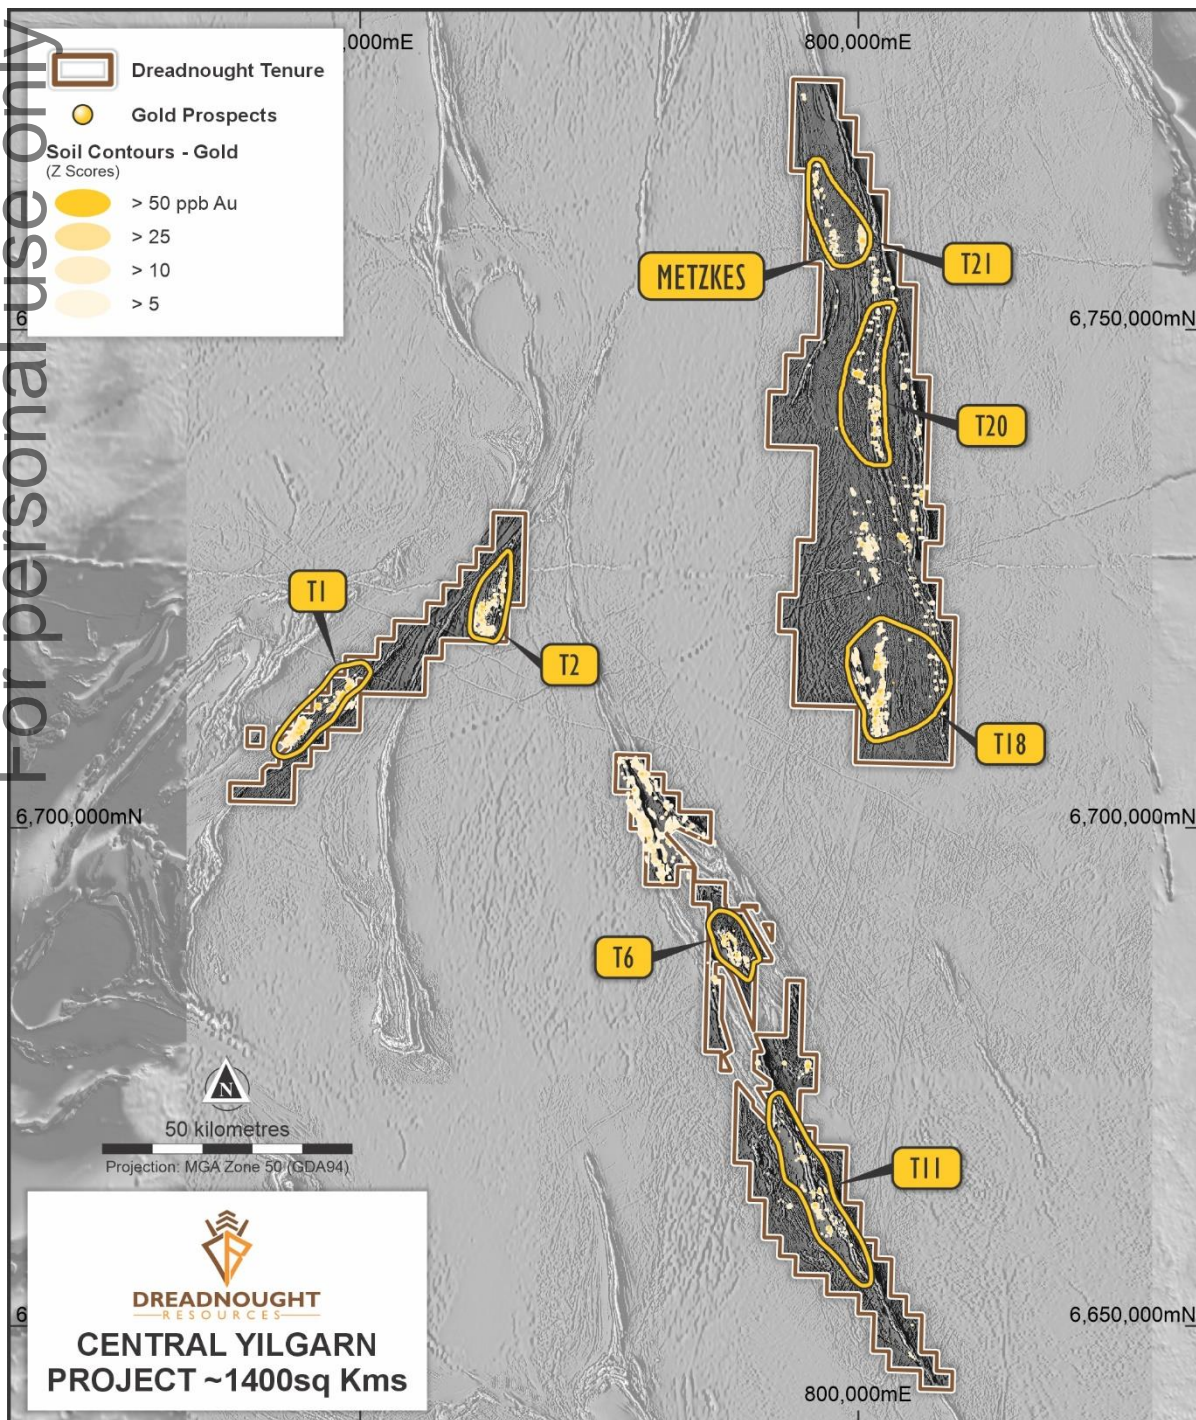 For personal use only
,000mE
800,000mE
Dreadnought Tenure
Gold Prospects
Soil Contours - Gold
(Z Scores)
> 50 ppb Au
> 25
> 10
> 5
6
METZKES
T21
6,750,000mN
T20
T1
T2
T18
6,700,000mN
6,700,000mN
T6
N
50 kilometres
Projection: MGA Zone 50 (GDA94)
T11
DREADNOUGHT
RESOURCES
6
6,650,000mN
CENTRAL YILGARN
PROJECT ~1400sq Kms
800,000mE